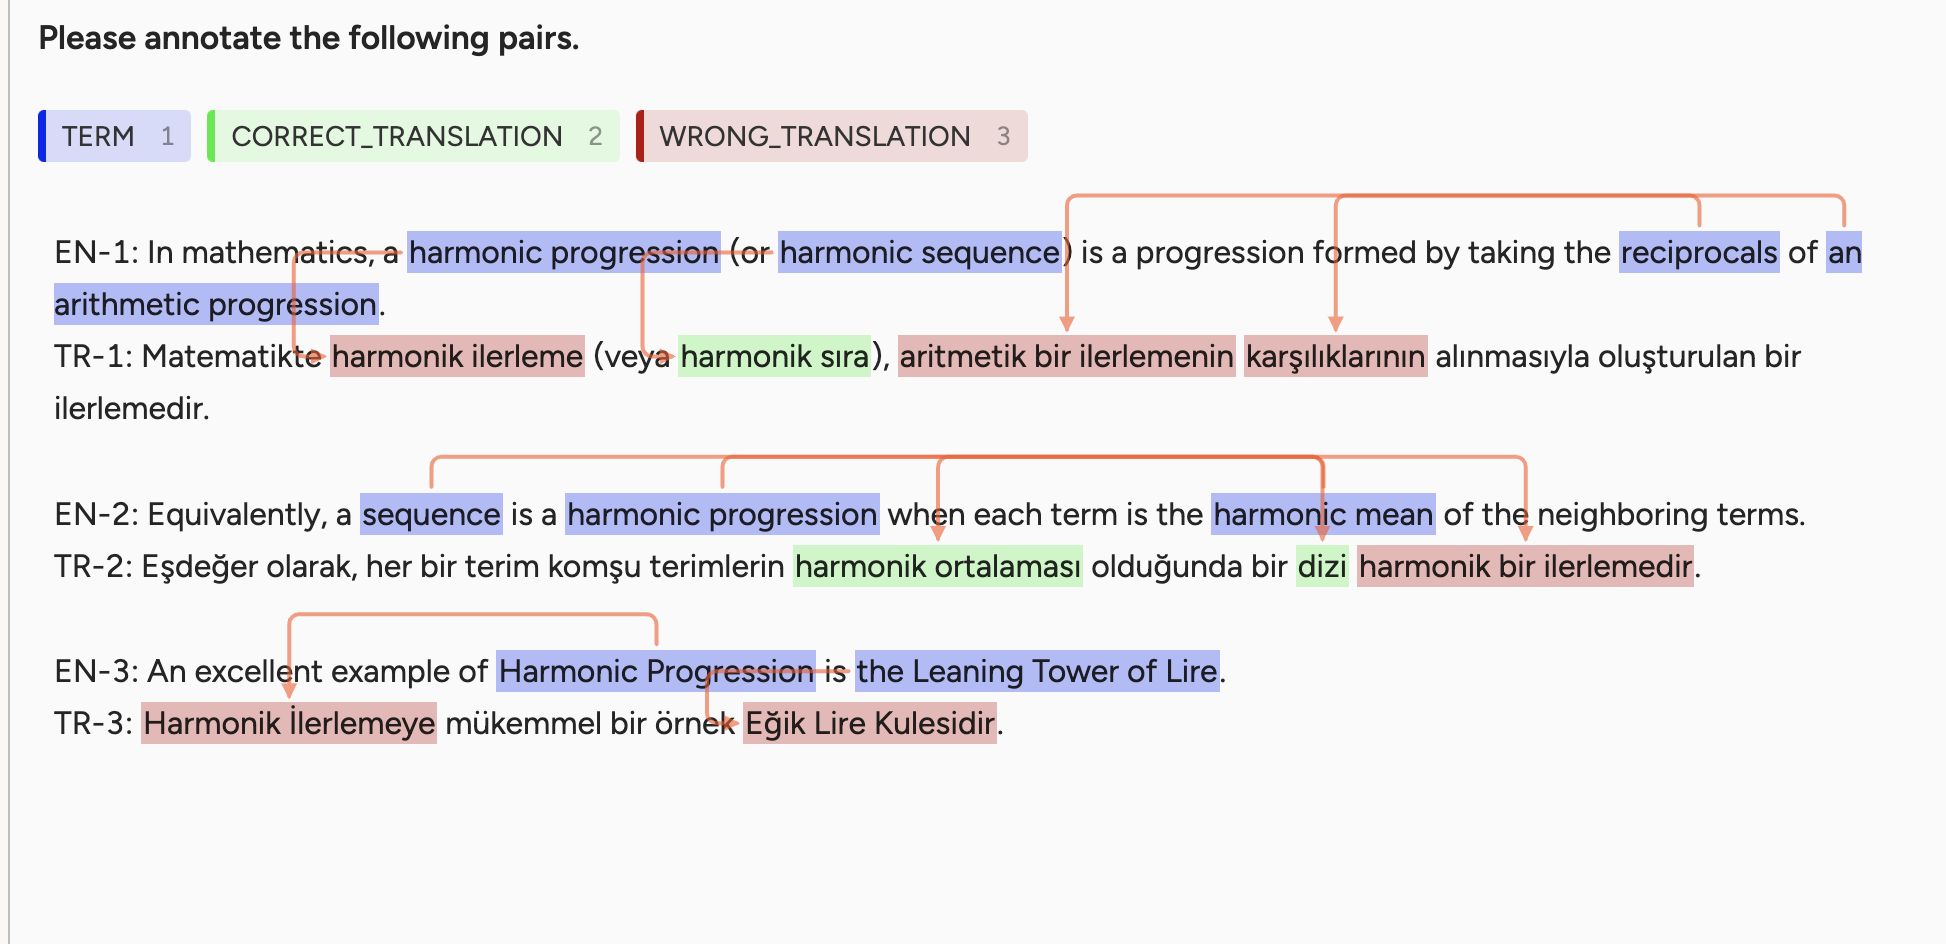 Please annotate the following pairs.
TERM 1 CORRECT_TRANSLATION 2 WRONG_TRANSLATION 3
EN-1: In mathematics, a harmonic progression (or harmonic sequence) is a progression formed by taking the reciprocals of an
arithmetic progression.
TR-1: Matematikte harmonik ilerleme (veya harmonik sıra), aritmetik bir ilerlemenin karşılıklarının alınmasıyla oluşturulan bir
ilerlemedir.
EN-2: Equivalently, a sequence is a harmonic progression when each term is the harmonic mean of the neighboring terms.
TR-2: Eşdeğer olarak, her bir terim komşu terimlerin harmonik ortalaması olduğunda bir dizi harmonik bir ilerlemedir.
EN-3: An excellent example of Harmonic Progression is the Leaning Tower of Lire.
TR-3: Harmonik İlerlemeye mükemmel bir örnek Eğik Lire Kulesidir.